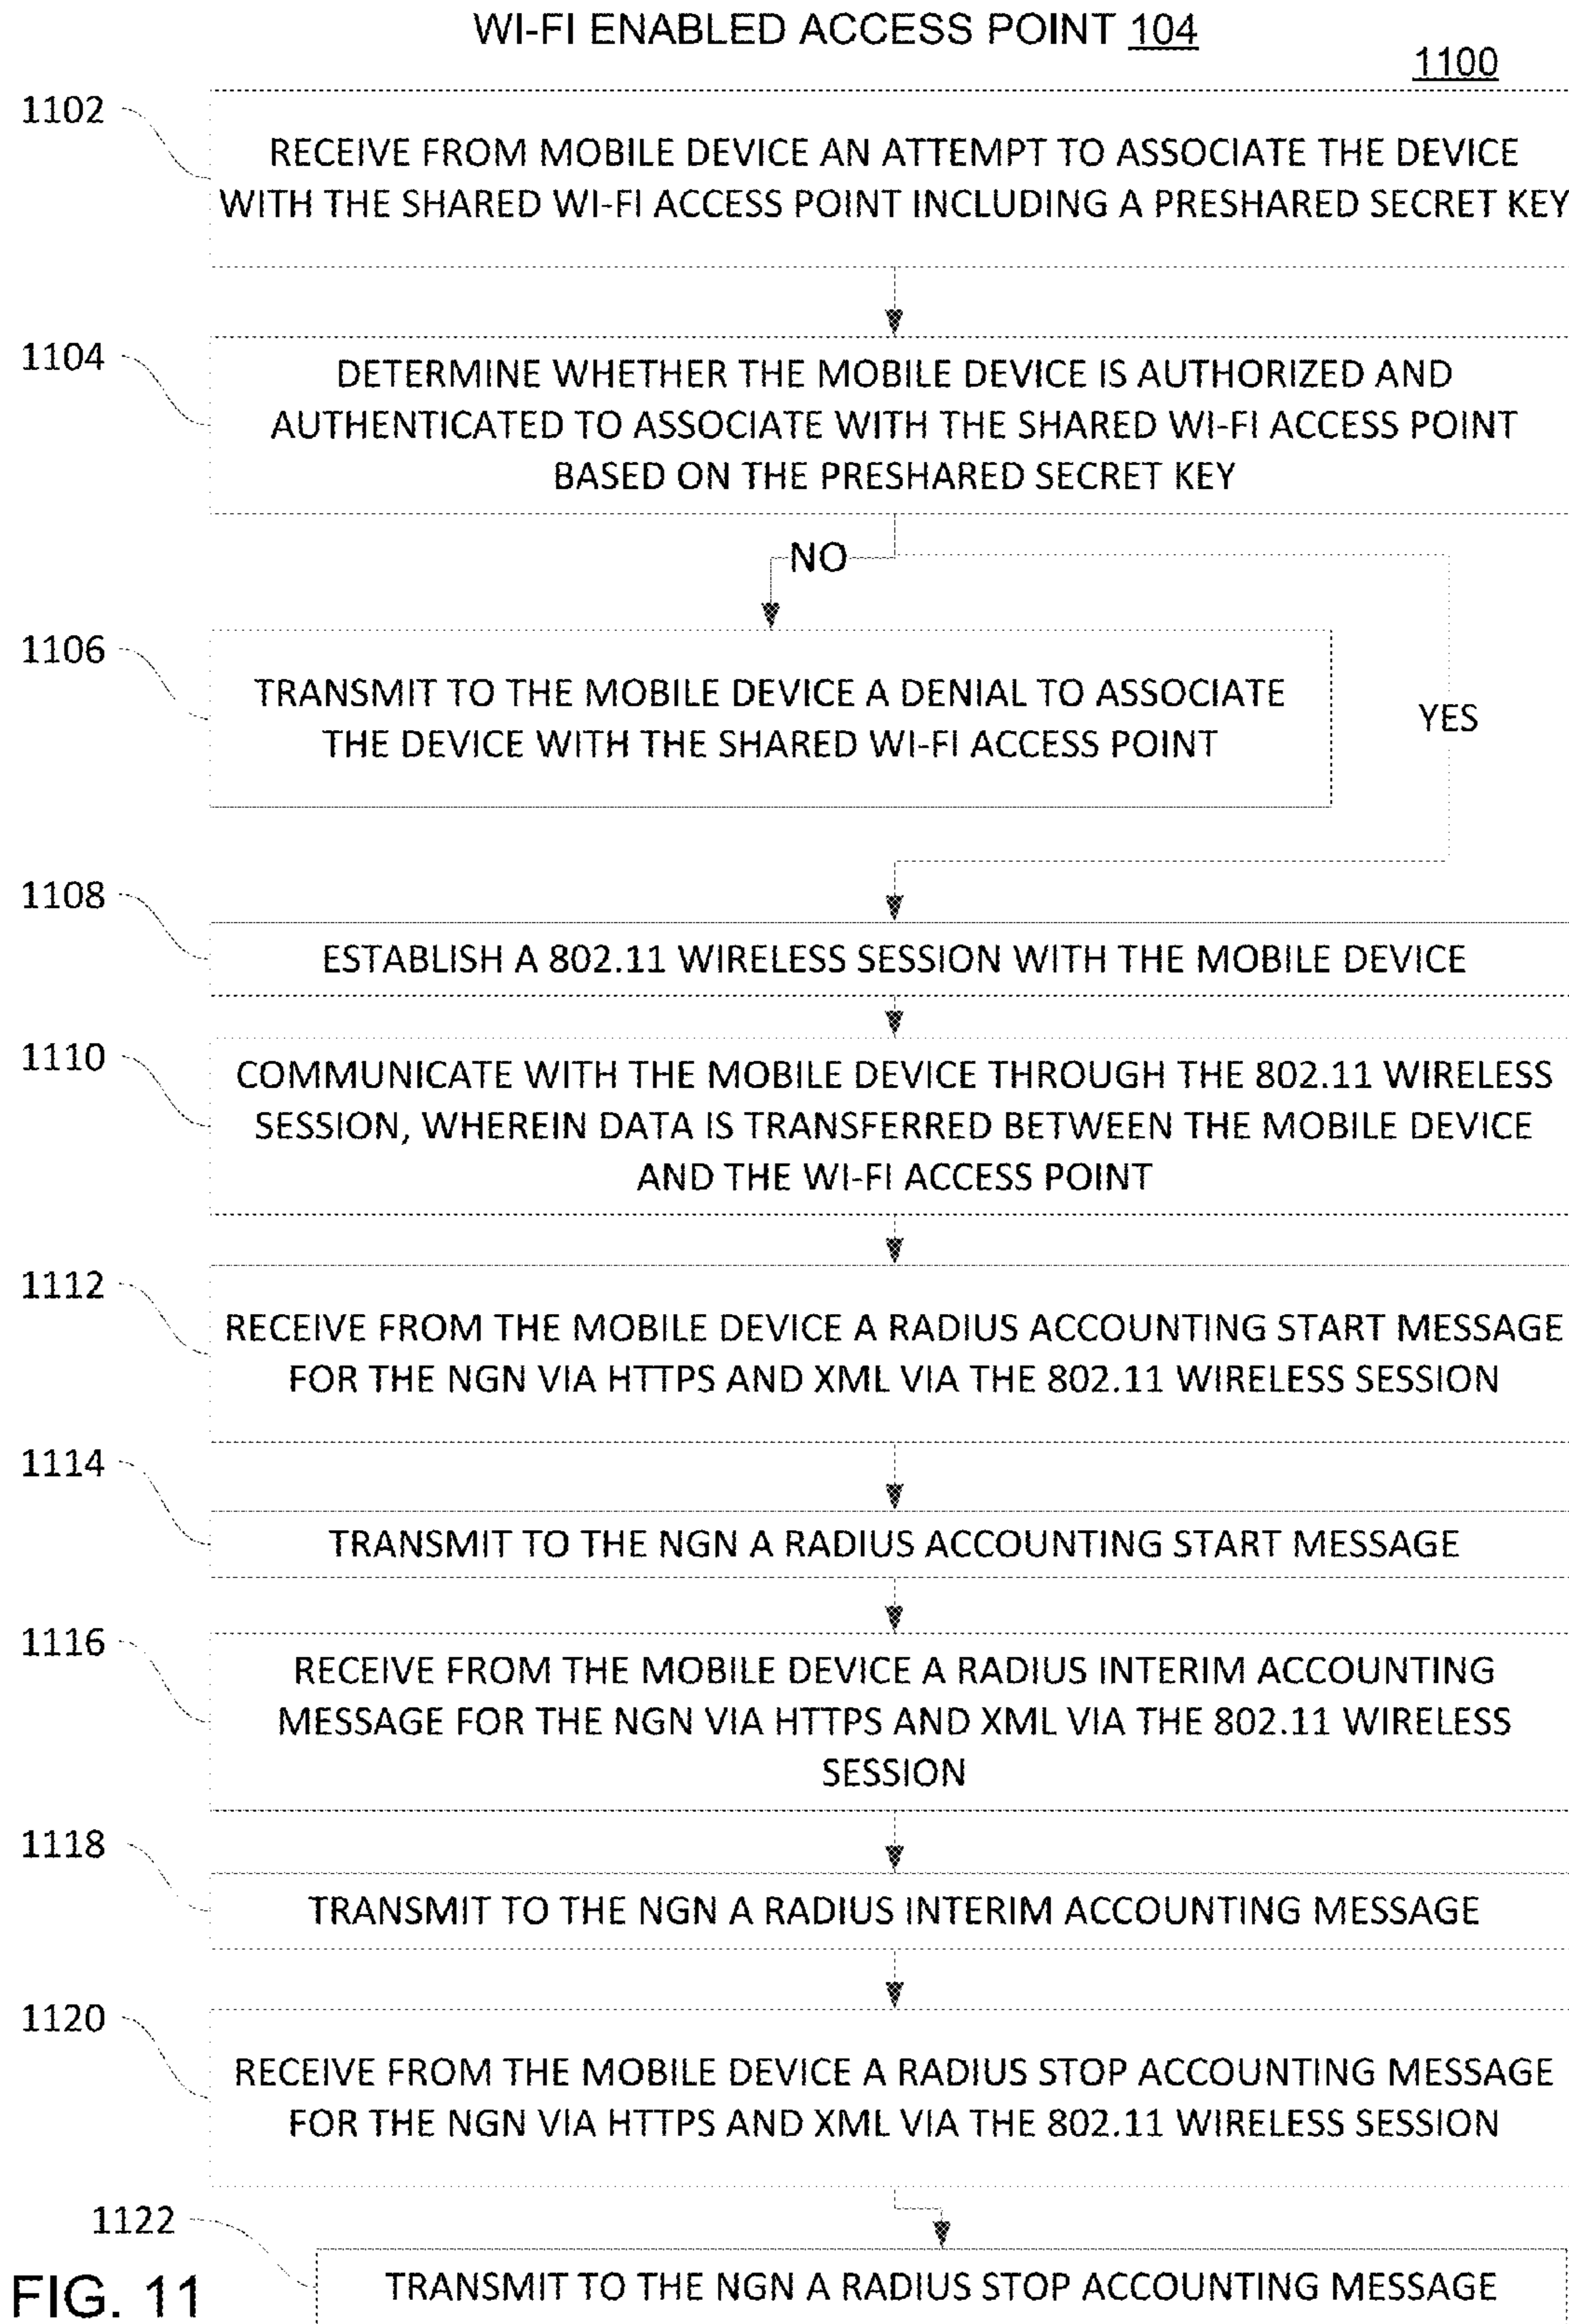 WI-FI ENABLED ACCESS POINT 104
1100
1102
RECEIVE FROM MOBILE DEVICE AN ATTEMPT TO ASSOCIATE THE DEVICE
WITH THE SHARED WI-FI ACCESS POINT INCLUDING A PRESHARED SECRET KEY
1104
DETERMINE WHETHER THE MOBILE DEVICE IS AUTHORIZED AND
AUTHENTICATED TO ASSOCIATE WITH THE SHARED WI-FI ACCESS POINT
BASED ON THE PRESHARED SECRET KEY
NO
1106
TRANSMIT TO THE MOBILE DEVICE A DENIAL TO ASSOCIATE
THE DEVICE WITH THE SHARED WI-FI ACCESS POINT
YES
1108
ESTABLISH A 802.11 WIRELESS SESSION WITH THE MOBILE DEVICE
1110
COMMUNICATE WITH THE MOBILE DEVICE THROUGH THE 802.11 WIRELESS
SESSION, WHEREIN DATA IS TRANSFERRED BETWEEN THE MOBILE DEVICE
AND THE WI-FI ACCESS POINT
1112
RECEIVE FROM THE MOBILE DEVICE A RADIUS ACCOUNTING START MESSAGE
FOR THE NGN VIA HTTPS AND XML VIA THE 802.11 WIRELESS SESSION
1114
TRANSMIT TO THE NGN A RADIUS ACCOUNTING START MESSAGE
1116
RECEIVE FROM THE MOBILE DEVICE A RADIUS INTERIM ACCOUNTING
MESSAGE FOR THE NGN VIA HTTPS AND XML VIA THE 802.11 WIRELESS
SESSION
1118
TRANSMIT TO THE NGN A RADIUS INTERIM ACCOUNTING MESSAGE
1120
RECEIVE FROM THE MOBILE DEVICE A RADIUS STOP ACCOUNTING MESSAGE
FOR THE NGN VIA HTTPS AND XML VIA THE 802.11 WIRELESS SESSION
1122
TRANSMIT TO THE NGN A RADIUS STOP ACCOUNTING MESSAGE
FIG. 11